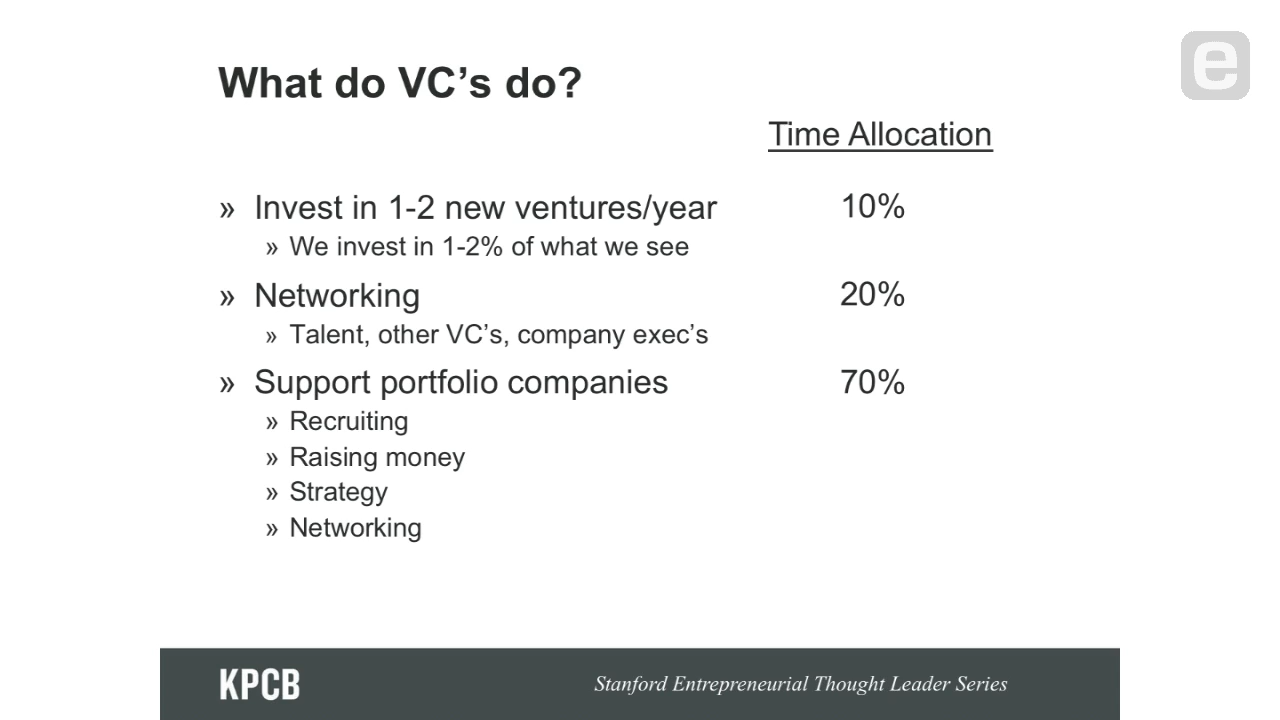 e
What do VC's do?
Time Allocation
» Invest in 1-2 new ventures/year 10%
» We invest in 1-2% of what we see
» Networking 20%
» Talent, other VC's, company exec's
» Support portfolio companies 70%
» Recruiting
» Raising money
» Strategy
» Networking
KPCB Stanford Entrepreneurial Thought Leader Series